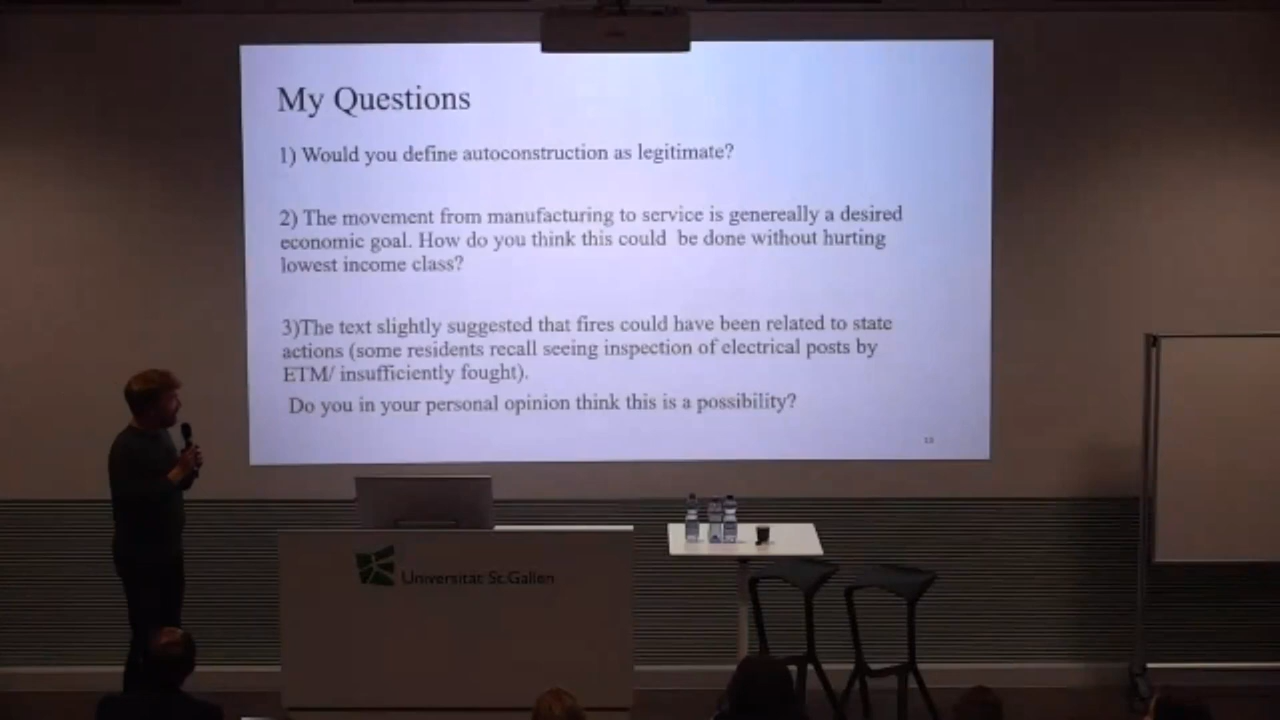 My Questions
1) Would you define autoconstruction as legitimate?
2) The movement from manufacturing to service is genereally a desired
economic goal. How do you think this could be done without hurting
lowest income class?
3)The text slightly suggested that fires could have been related to state
actions (some residents recall seeing inspection of electrical posts by
ETM/ insufficiently fought).
Do you in your personal opinion think this is a possibility?
Universität St.Gallen